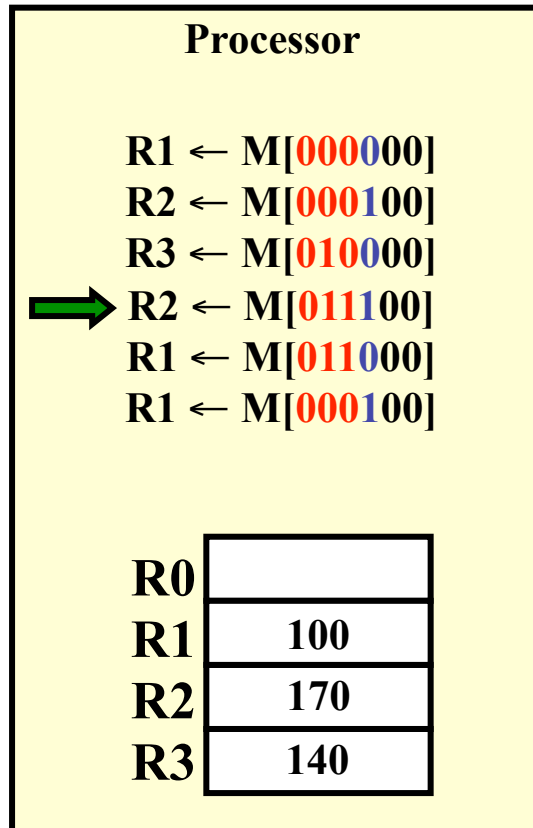 Processor
R1 ← M[000000]
R2 ← M[000100]
R3 ← M[010000]
R2 ← M[011100]
R1 ← M[011000]
R1 ← M[000100]
R0
R1 100
R2 170
R3 140